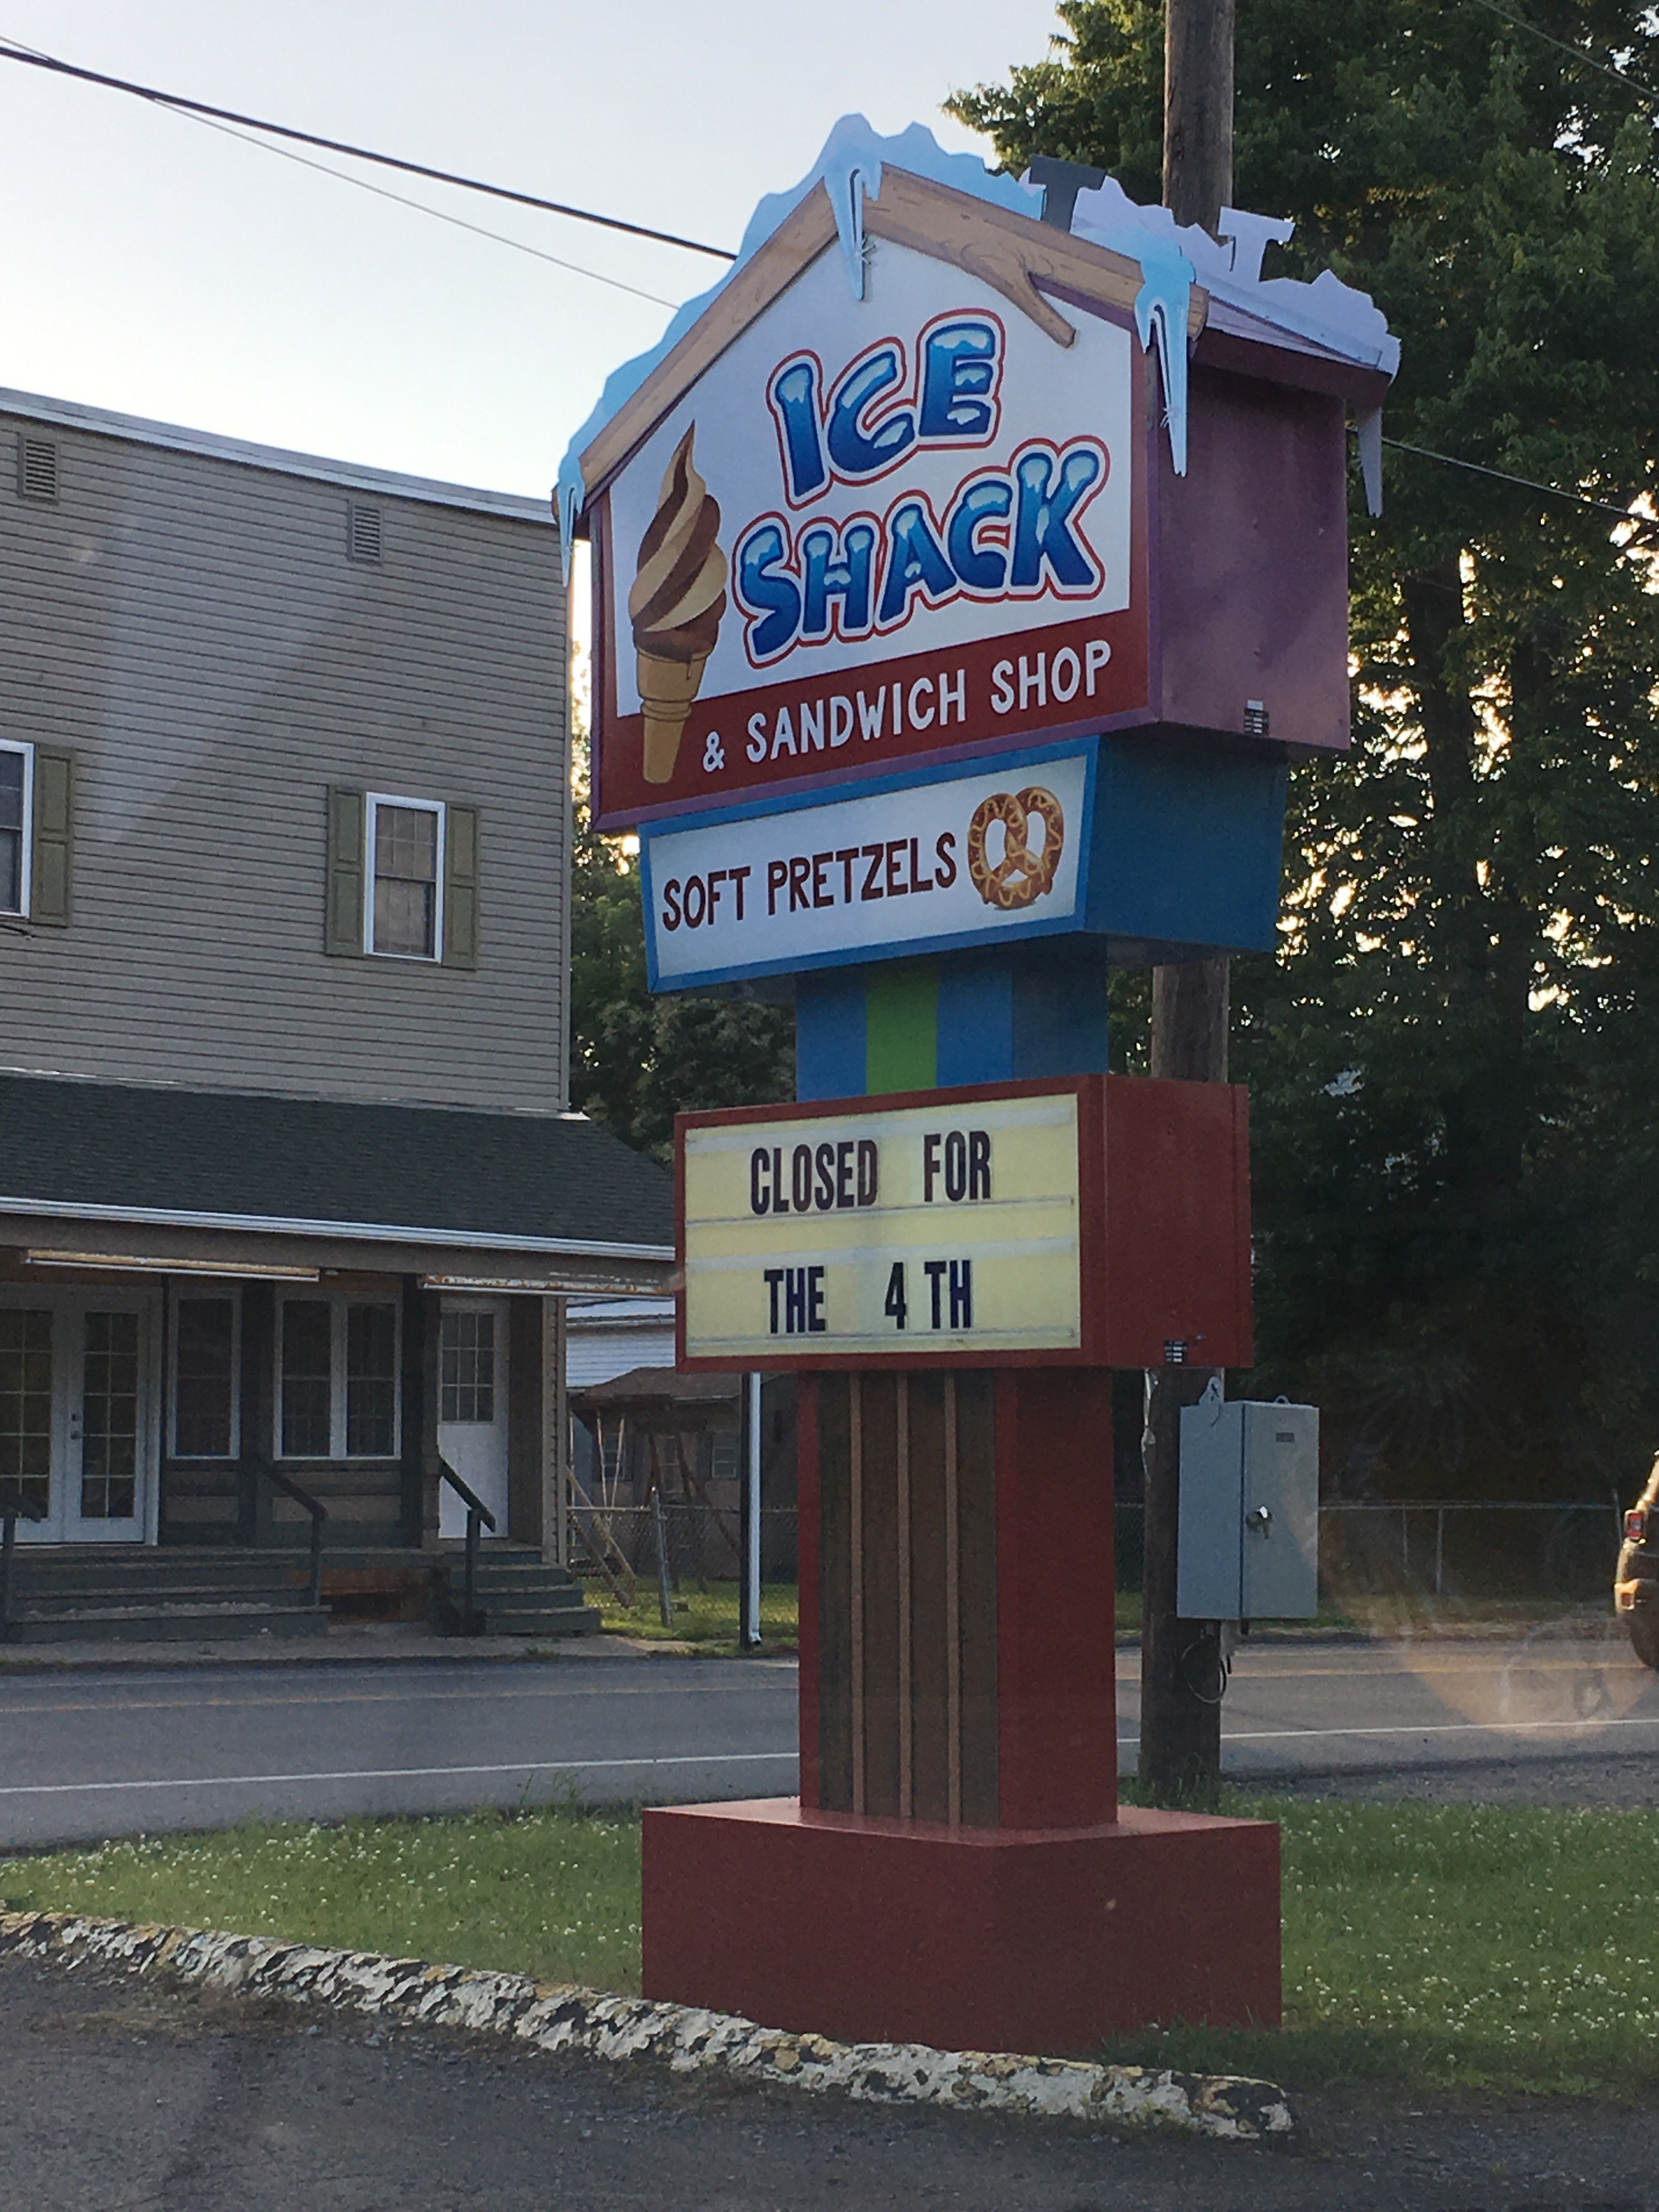 ICE
SHACK
& SANDWICH SHOP
SOFT PRETZELS
CLOSED FOR
THE 4TH